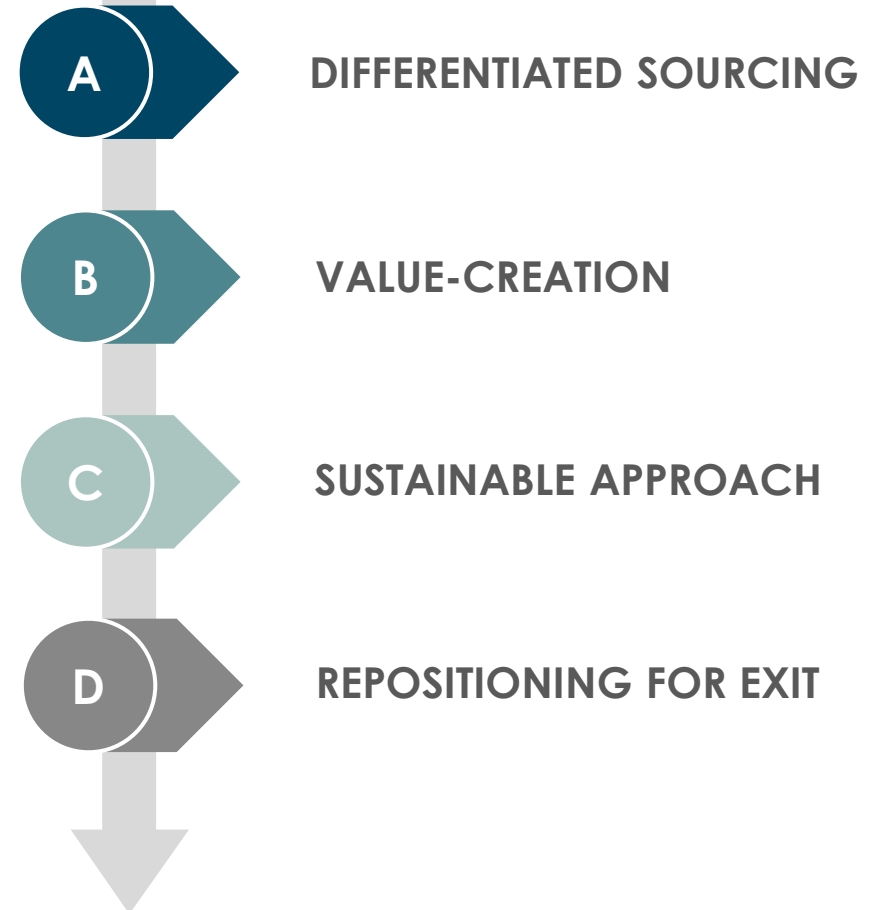 A
DIFFERENTIATED SOURCING
B
VALUE-CREATION
C
SUSTAINABLE APPROACH
D
REPOSITIONING FOR EXIT